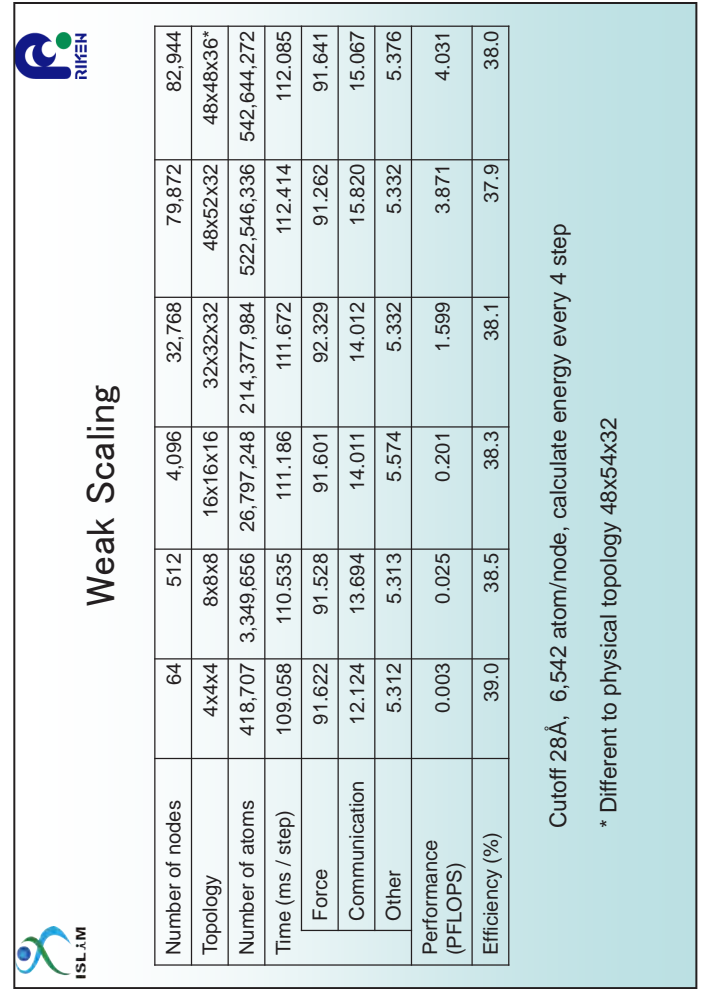 ISLiM
RIKEN
Weak Scaling
Number of nodes 64 512 4,096 32,768 79,872 82,944
Topology 4x4x4 8x8x8 16x16x16 32x32x32 48x52x32 48x48x36*
Number of atoms 418,707 3,349,656 26,797,248 214,377,984 522,546,336 542,644,272
Time (ms / step) 109.058 110.535 111.186 111.672 112.414 112.085
Force 91.622 91.528 91.601 92.329 91.262 91.641
Communication 12.124 13.694 14.011 14.012 15.820 15.067
Other 5.312 5.313 5.574 5.332 5.332 5.376
Performance
(PFLOPS) 0.003 0.025 0.201 1.599 3.871 4.031
Efficiency (%) 39.0 38.5 38.3 38.1 37.9 38.0
Cutoff 28Å, 6,542 atom/node, calculate energy every 4 step
* Different to physical topology 48x54x32